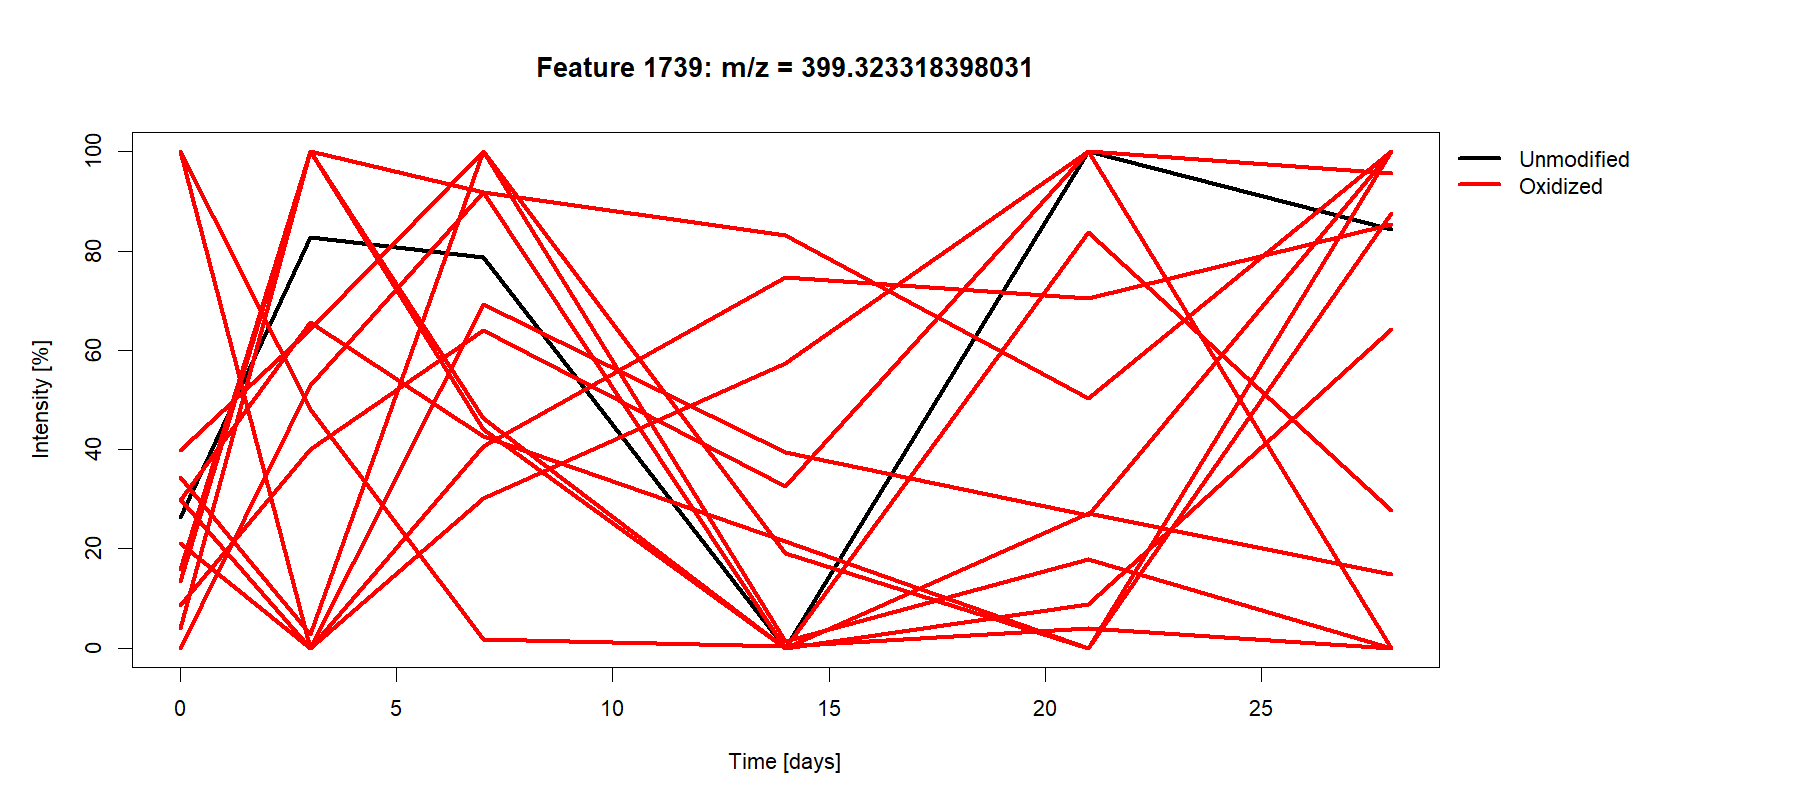 Feature 1739: m/z = 399.323318398031
Unmodified
Oxidized
Intensity [%]
100
80
60
40
20
0
0 5 10 15 20 25
Time [days]